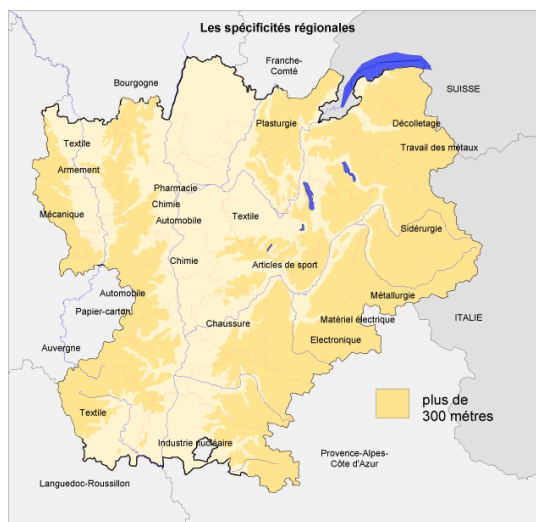 Les spécificités régionales
Franche-
Comté
Bourgogne
SUISSE
Plasturgie
Décolletage
Textile
Travail des métaux
Armement
Pharmacie
Chimie
Mécanique
Automobile
Textile
Sidérurgie
Chimie
Articles de sport
Automobile
Métallurgie
Papier-carton
Chaussure
Matériel électrique
ITALIE
Electronique
Auvergne
plus de
300 métres
Textile
Industrie nucléaire
Provence-Alpes-
Côte d'Azur
Languedoc-Roussillon